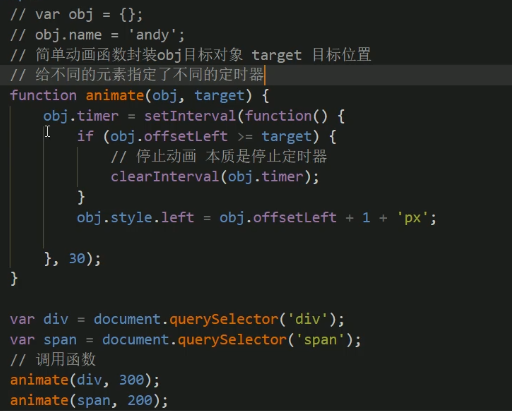 // var obj = {};
// obj.name = 'andy';
// 简单动画函数封装obj目标对象 target 目标位置
// 给不同的元素指定了不同的定时器
function animate(obj, target) {
obj.timer = setInterval(function() {
if (obj.offsetLeft >= target) {
// 停止动画 本质是停止定时器
clearInterval(obj.timer);
}
obj.style.left = obj.offsetLeft + 1 + 'px';
}, 30);
}
var div = document.querySelector('div');
var span = document.querySelector('span');
// 调用函数
animate(div, 300);
animate(span, 200);